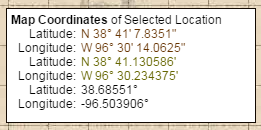 Map Coordinates of Selected Location
Latitude: N 38° 41' 7.8351"
Longitude: W 96° 30' 14.0625"
Latitude: N 38° 41.130586'
Longitude: W 96° 30.234375'
Latitude: 38.68551°
Longitude: -96.503906°